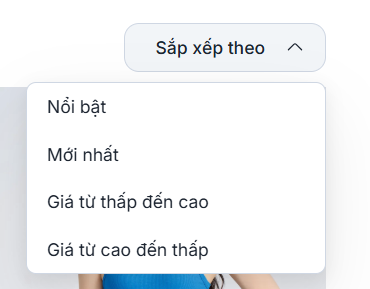 Sắp xếp theo
Nổi bật
Mới nhất
Giá từ thấp đến cao
Giá từ cao đến thấp